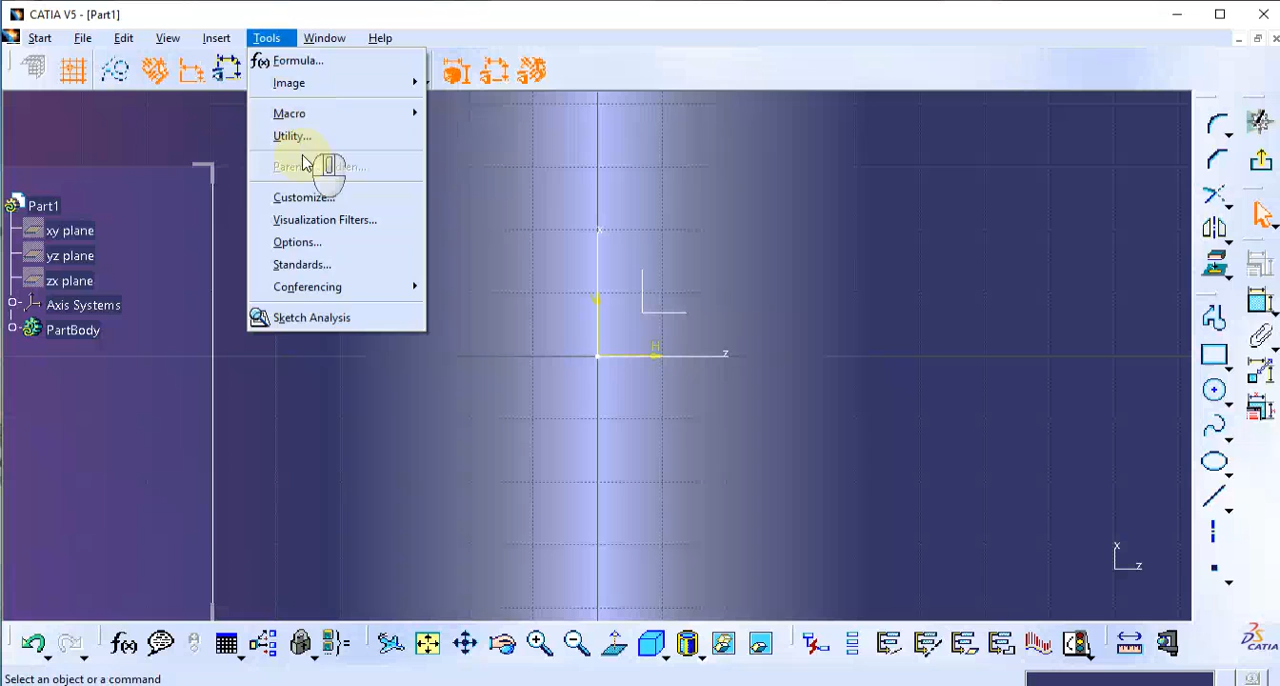 CATIA V5 - [Part1]
Start File Edit View Insert Tools Window Help
f(x) Formula...
Image
Macro
Utility...
Customize...
Visualization Filters...
Options...
Standards...
Conferencing
Sketch Analysis
Part1
xy plane
yz plane
zx plane
Axis Systems
PartBody
x
V
H
z
x
z
f(x)
CATIA
Select an object or a command